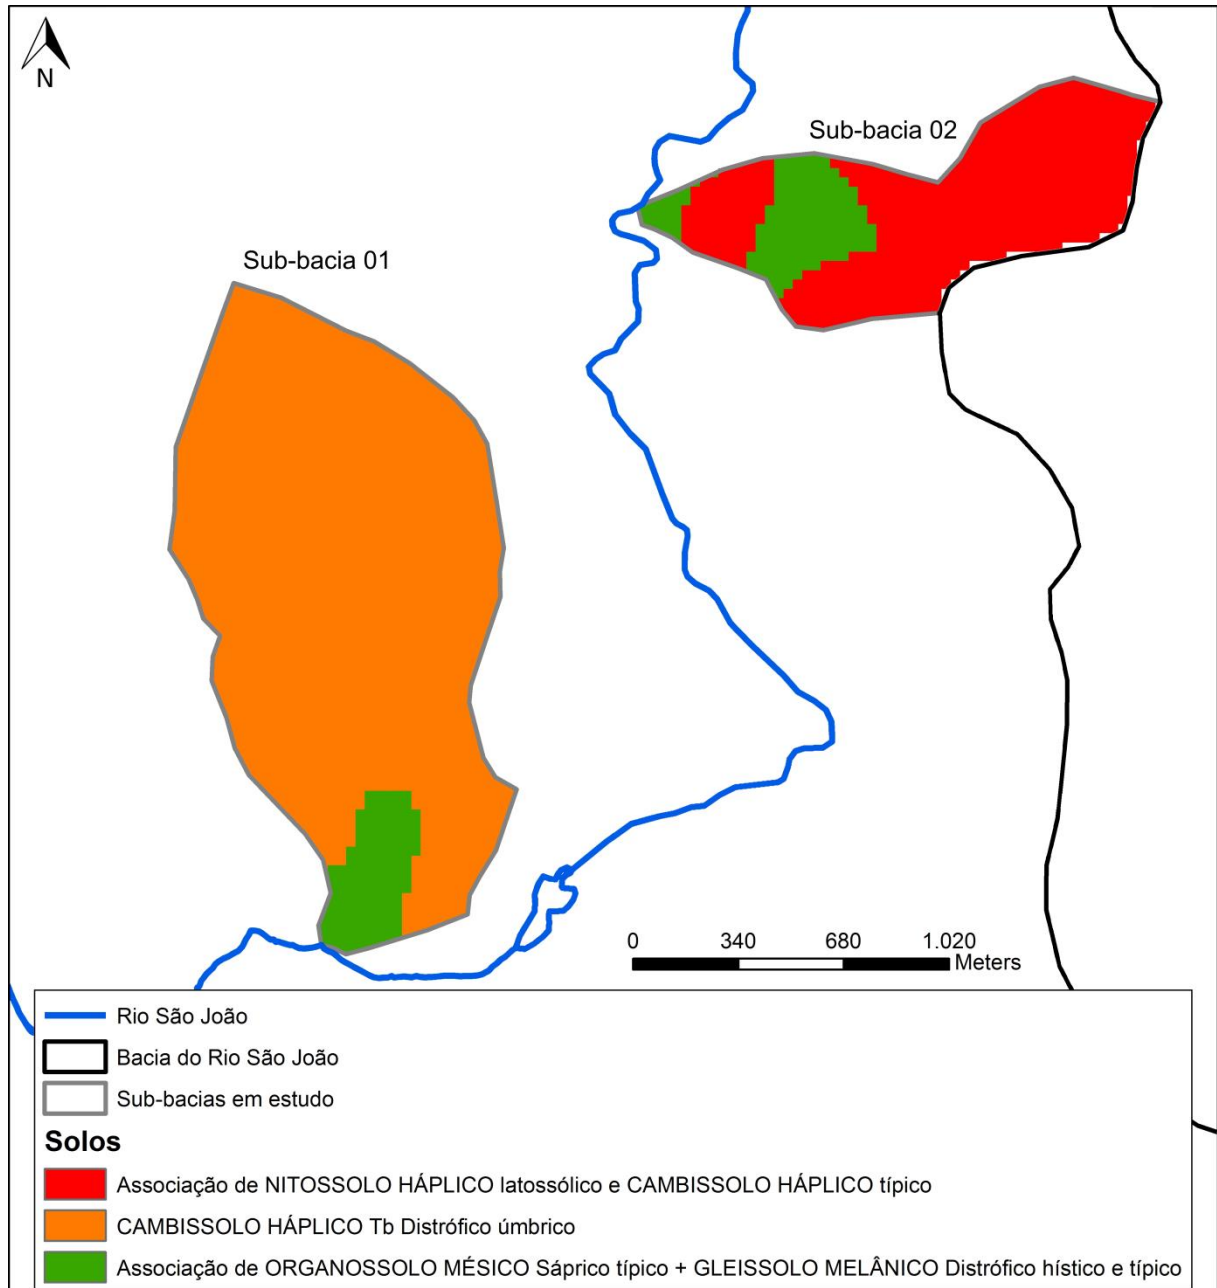 N
Sub-bacia 02
Sub-bacia 01
0 340 680 1.020
Meters
Rio São João
Bacia do Rio São João
Sub-bacias em estudo
Solos
Associação de NITOSSOLO HÁPLICO latossólico e CAMBISSOLO HÁPLICO típico
CAMBISSOLO HÁPLICO Tb Distrófico úmbrico
Associação de ORGANOSSOLO MÉSICO Sáprico típico + GLEISSOLO MELÂNICO Distrófico hístico e típico